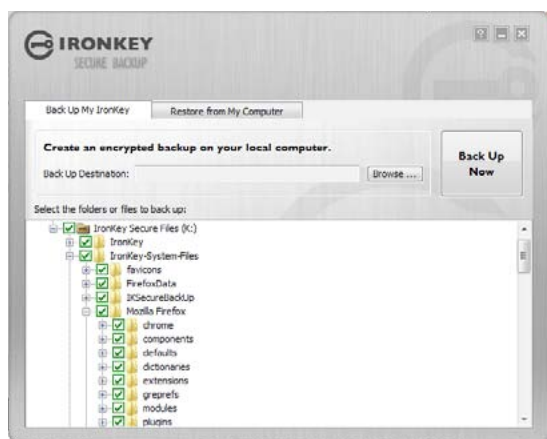 IRONKEY
SECURE BACKUP
Back Up My IronKey
Restore from My Computer
Create an encrypted backup on your local computer.
Back Up Destination:
Browse ...
Back Up
Now
Select the folders or files to back up:
IronKey Secure Files (K:)
IronKey
IronKey-System-Files
favicons
FirefoxData
IKSecureBackUp
Mozilla Firefox
chrome
components
defaults
dictionaries
extensions
greprefs
modules
plugins